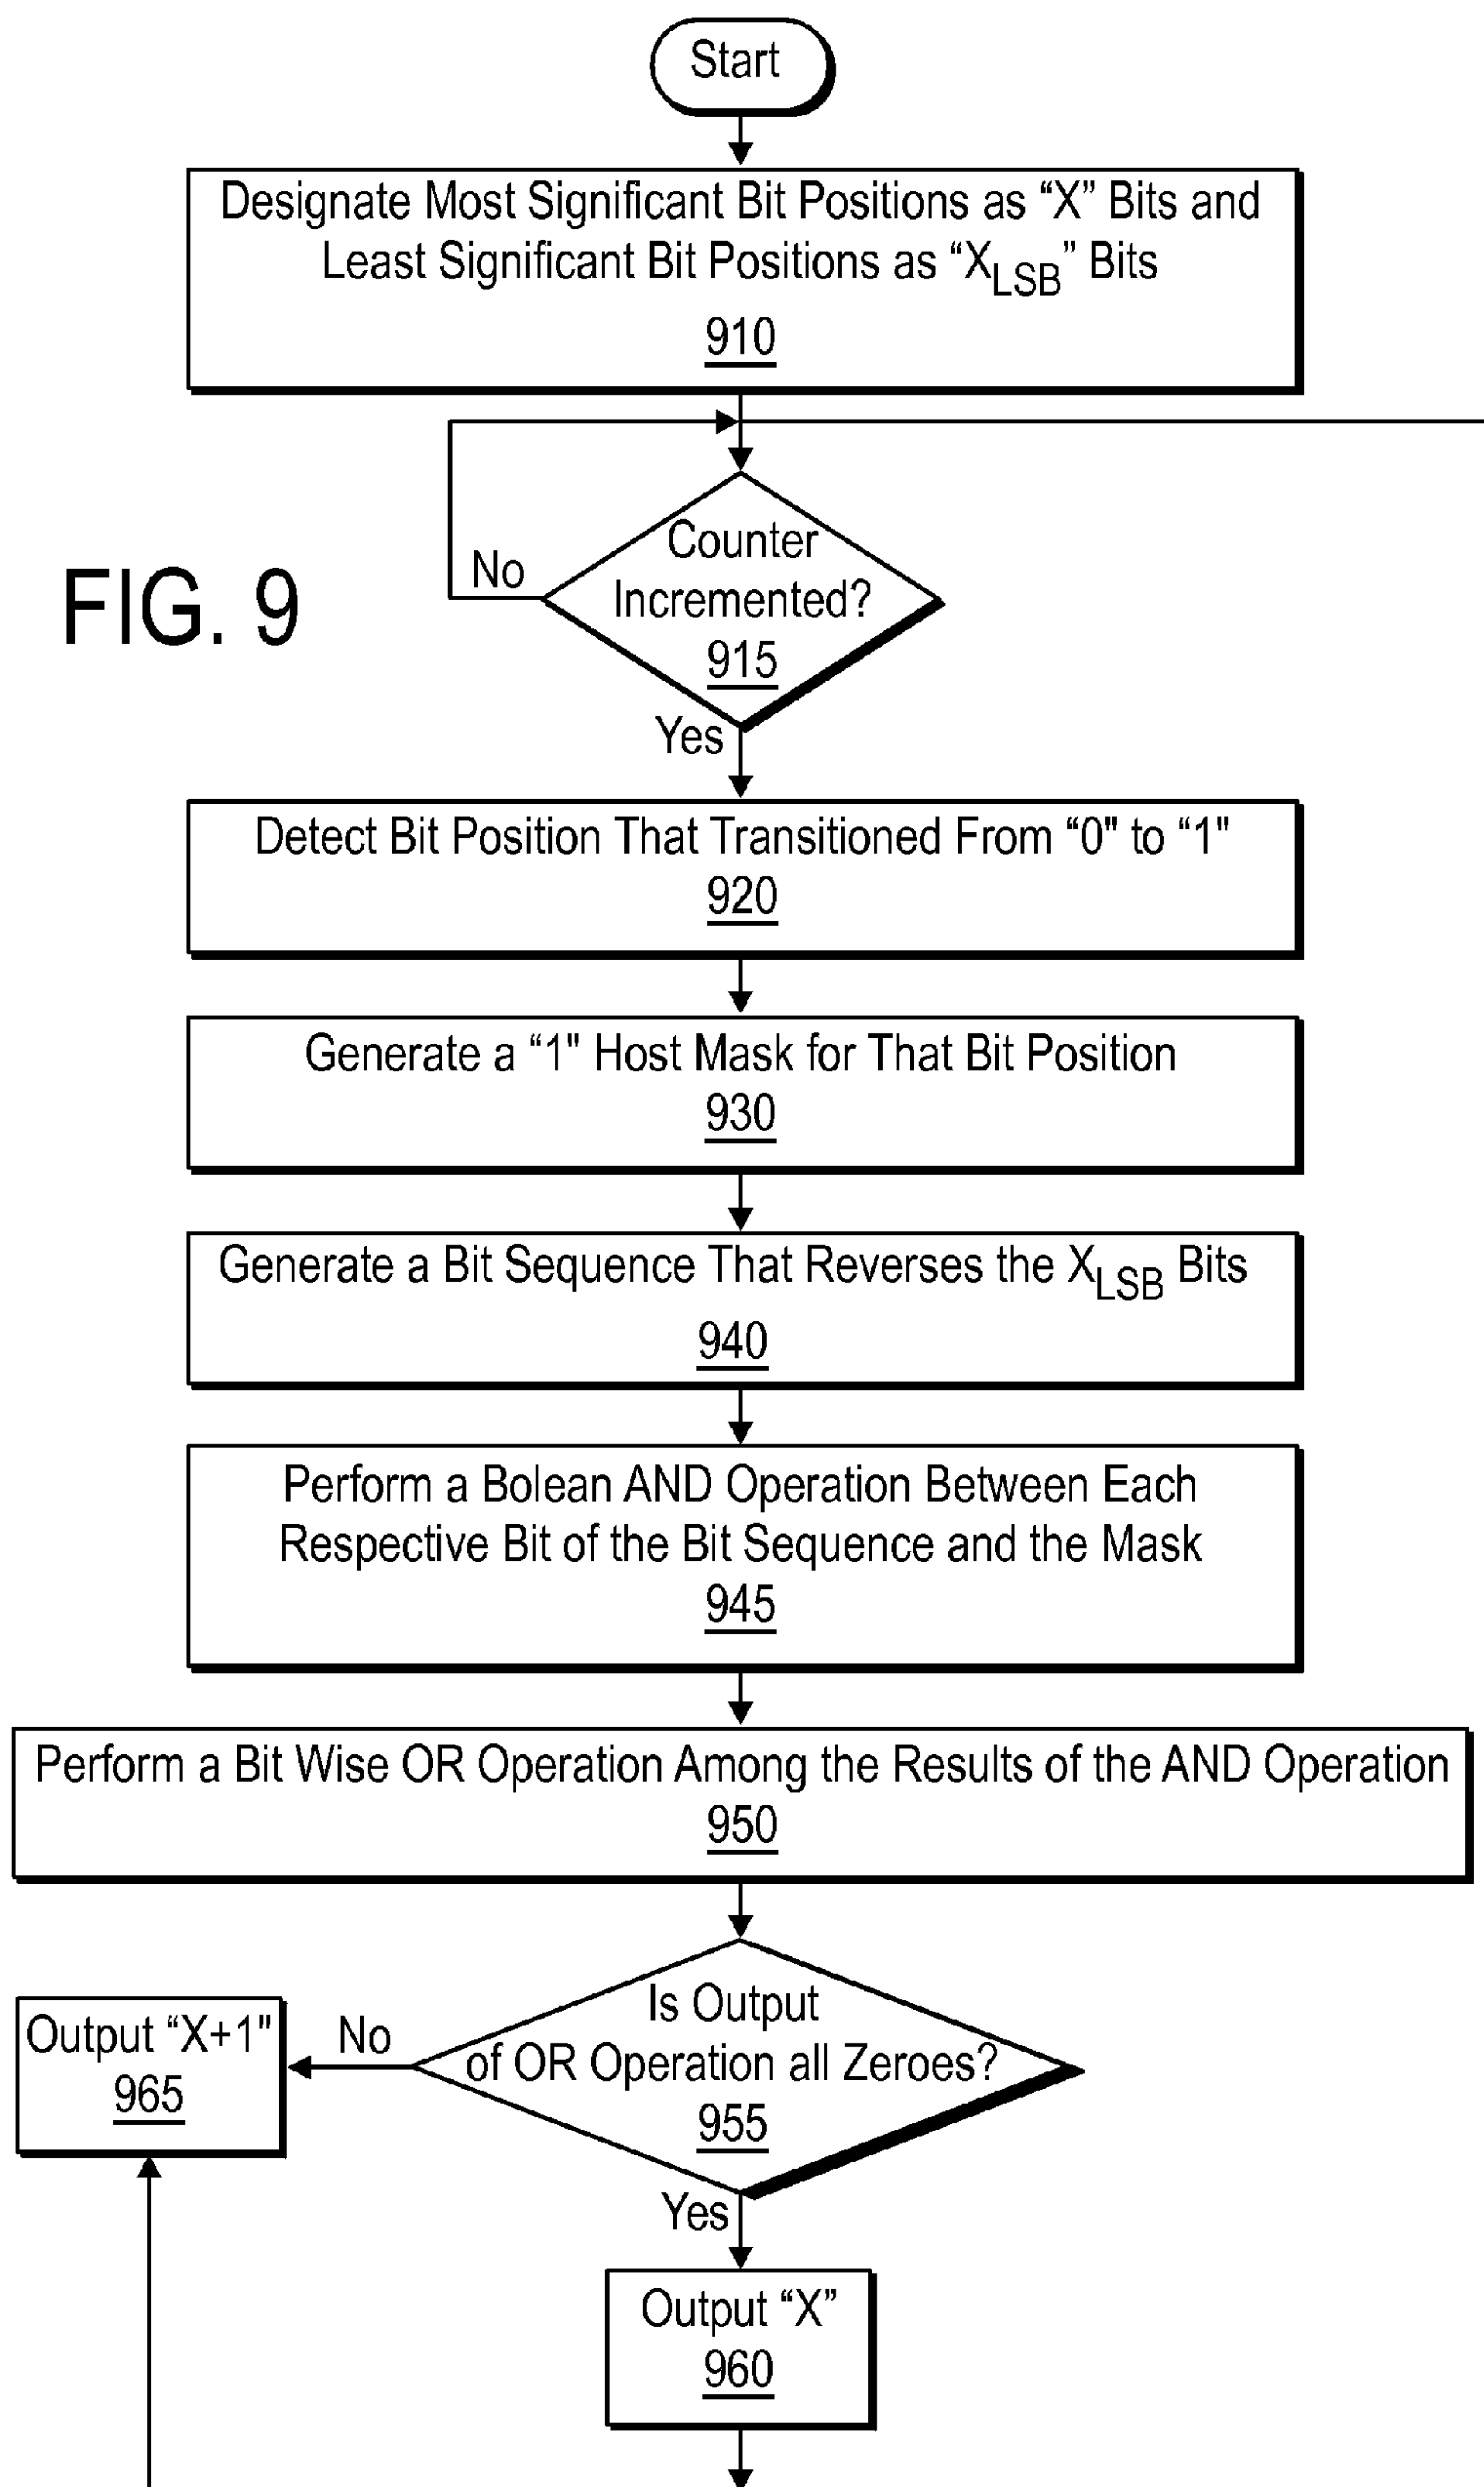 Start
Designate Most Significant Bit Positions as “X” Bits and
Least Significant Bit Positions as “XLSB” Bits
910
Counter
Incremented?
915
No
FIG. 9
Yes
Detect Bit Position That Transitioned From “0" to “1"
920
Generate a “1" Host Mask for That Bit Position
930
Generate a Bit Sequence That Reverses the XLSB Bits
940
Perform a Bolean AND Operation Between Each
Respective Bit of the Bit Sequence and the Mask
945
Perform a Bit Wise OR Operation Among the Results of the AND Operation
950
Is Output
of OR Operation all Zeroes?
955
No
Output “X+1"
965
Yes
Output “X”
960